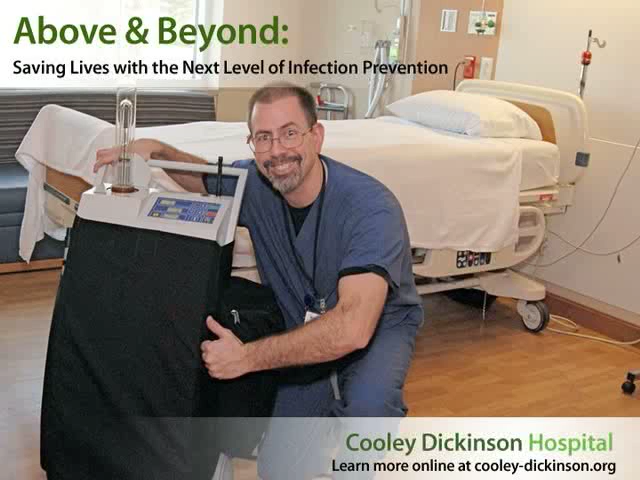 Above & Beyond:
Saving Lives with the Next Level of Infection Prevention
Cooley Dickinson Hospital
Learn more online at cooley-dickinson.org